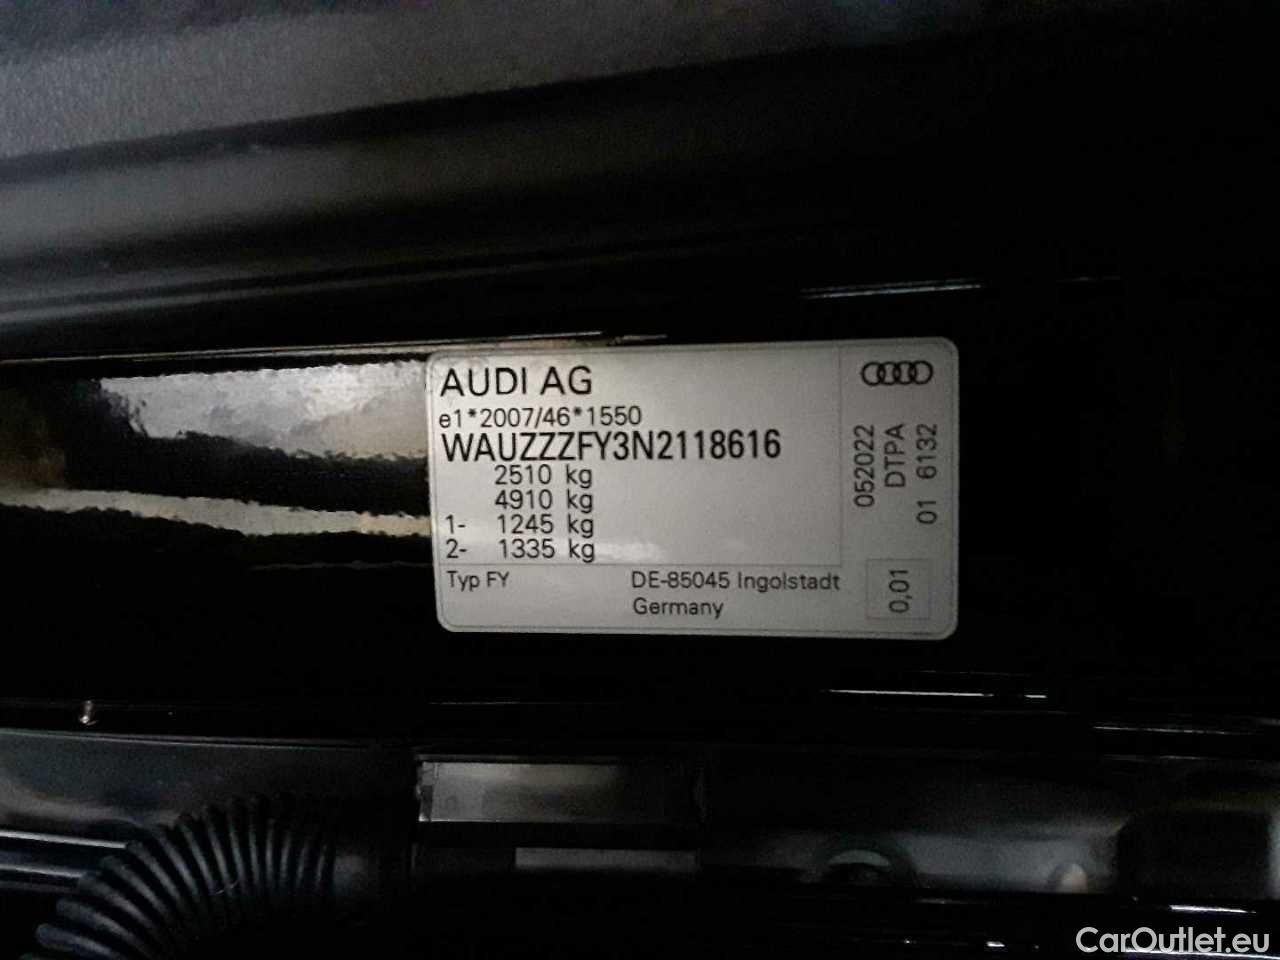 AUDI AG
e1*2007/46*1550
WAUZZZFY3N2118616
2510 kg
4910 kg
1- 1245 kg
2- 1335 kg
Typ FY
DE-85045 Ingolstadt
Germany
052022
DTPA
01 6132
0,01
CarOutlet.eu